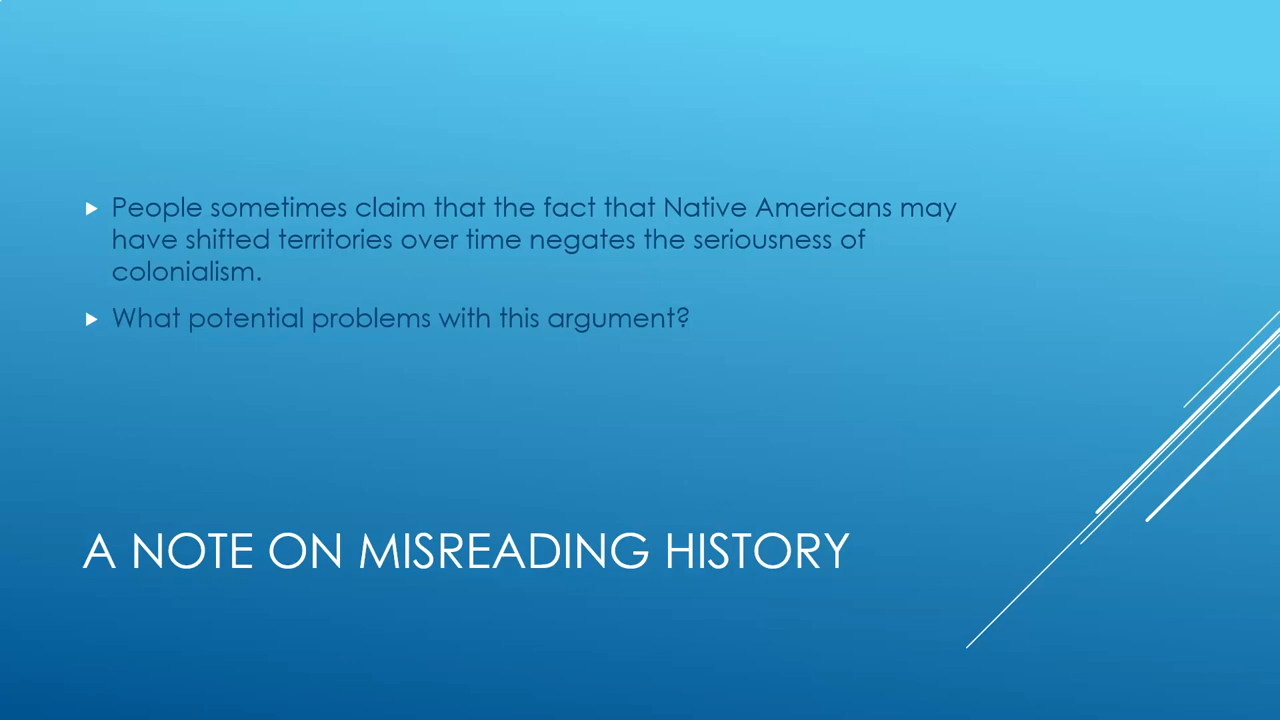 People sometimes claim that the fact that Native Americans may
have shifted territories over time negates the seriousness of
colonialism.
What potential problems with this argument?
A NOTE ON MISREADING HISTORY